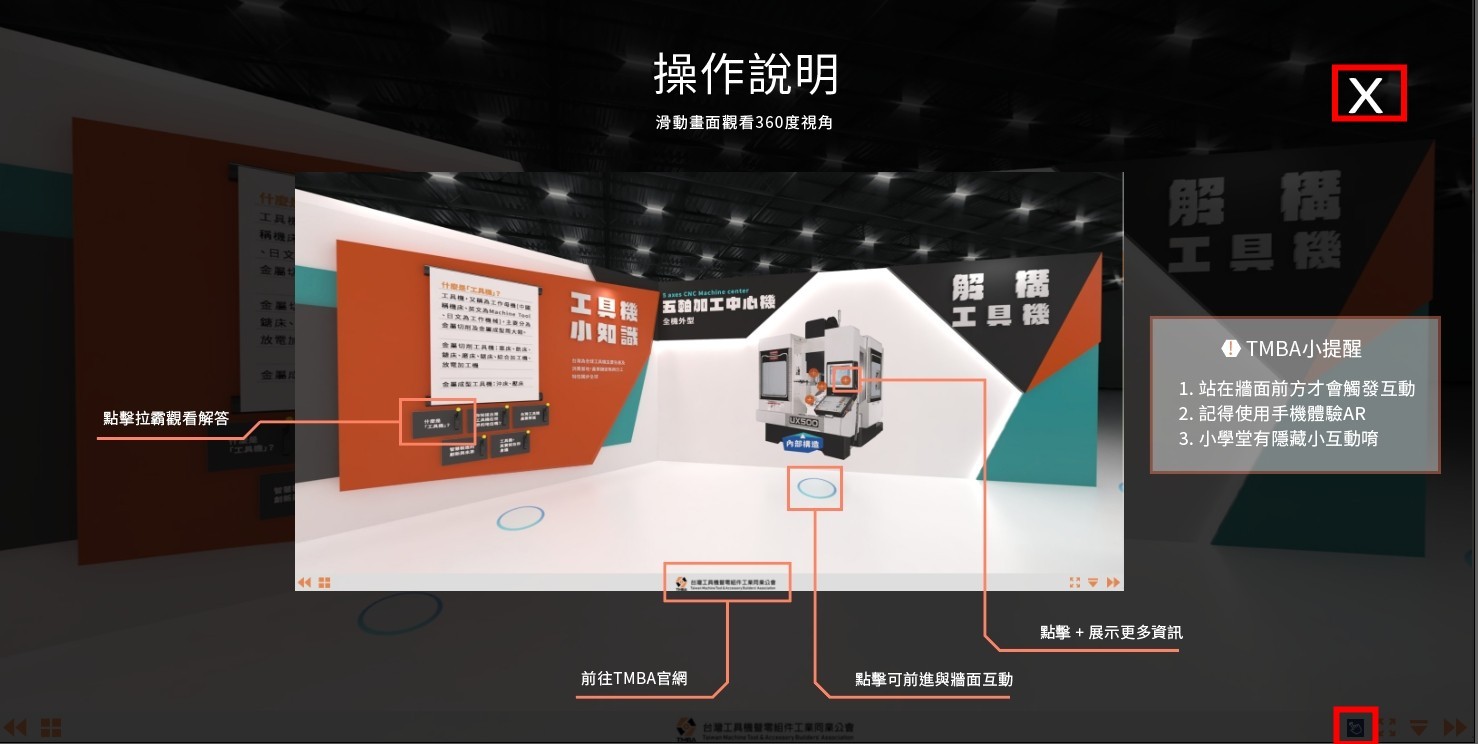 操作說明
X
滑動畫面觀看360度視角
什麼是「工具機」?
工具機，又稱為工作母機!中國
稱機床、英文為Machine Tool
、日文為工作機械)，主要分為
金屬切削
金屬切削工具機:車床、銑床、
鑽床、磨床、鋸床、綜合加工機、
放電加工機
金屬成型工具機:沖床、壓床
工具機
小知識
5 axes CNC Machine center
五軸加工中心機
全機外型
解構
工具機
UX500
內部構造
什麼是
「工具機」?
點擊拉霸觀看解答
解構
工具機
TMBA小提醒
1. 站在牆面前方才會觸發互動
2. 記得使用手機體驗AR
3. 小學堂有隱藏小互動唷
台灣工具機暨零組件工業同業公會
Taiwan Machine Tool & Accessory Builders' Association
TMBA
點擊 + 展示更多資訊
前往TMBA官網
點擊可前進與牆面互動
台灣工具機暨零組件工業同業公會
Taiwan Machine Tool & Accessory Builders' Association
TMBA